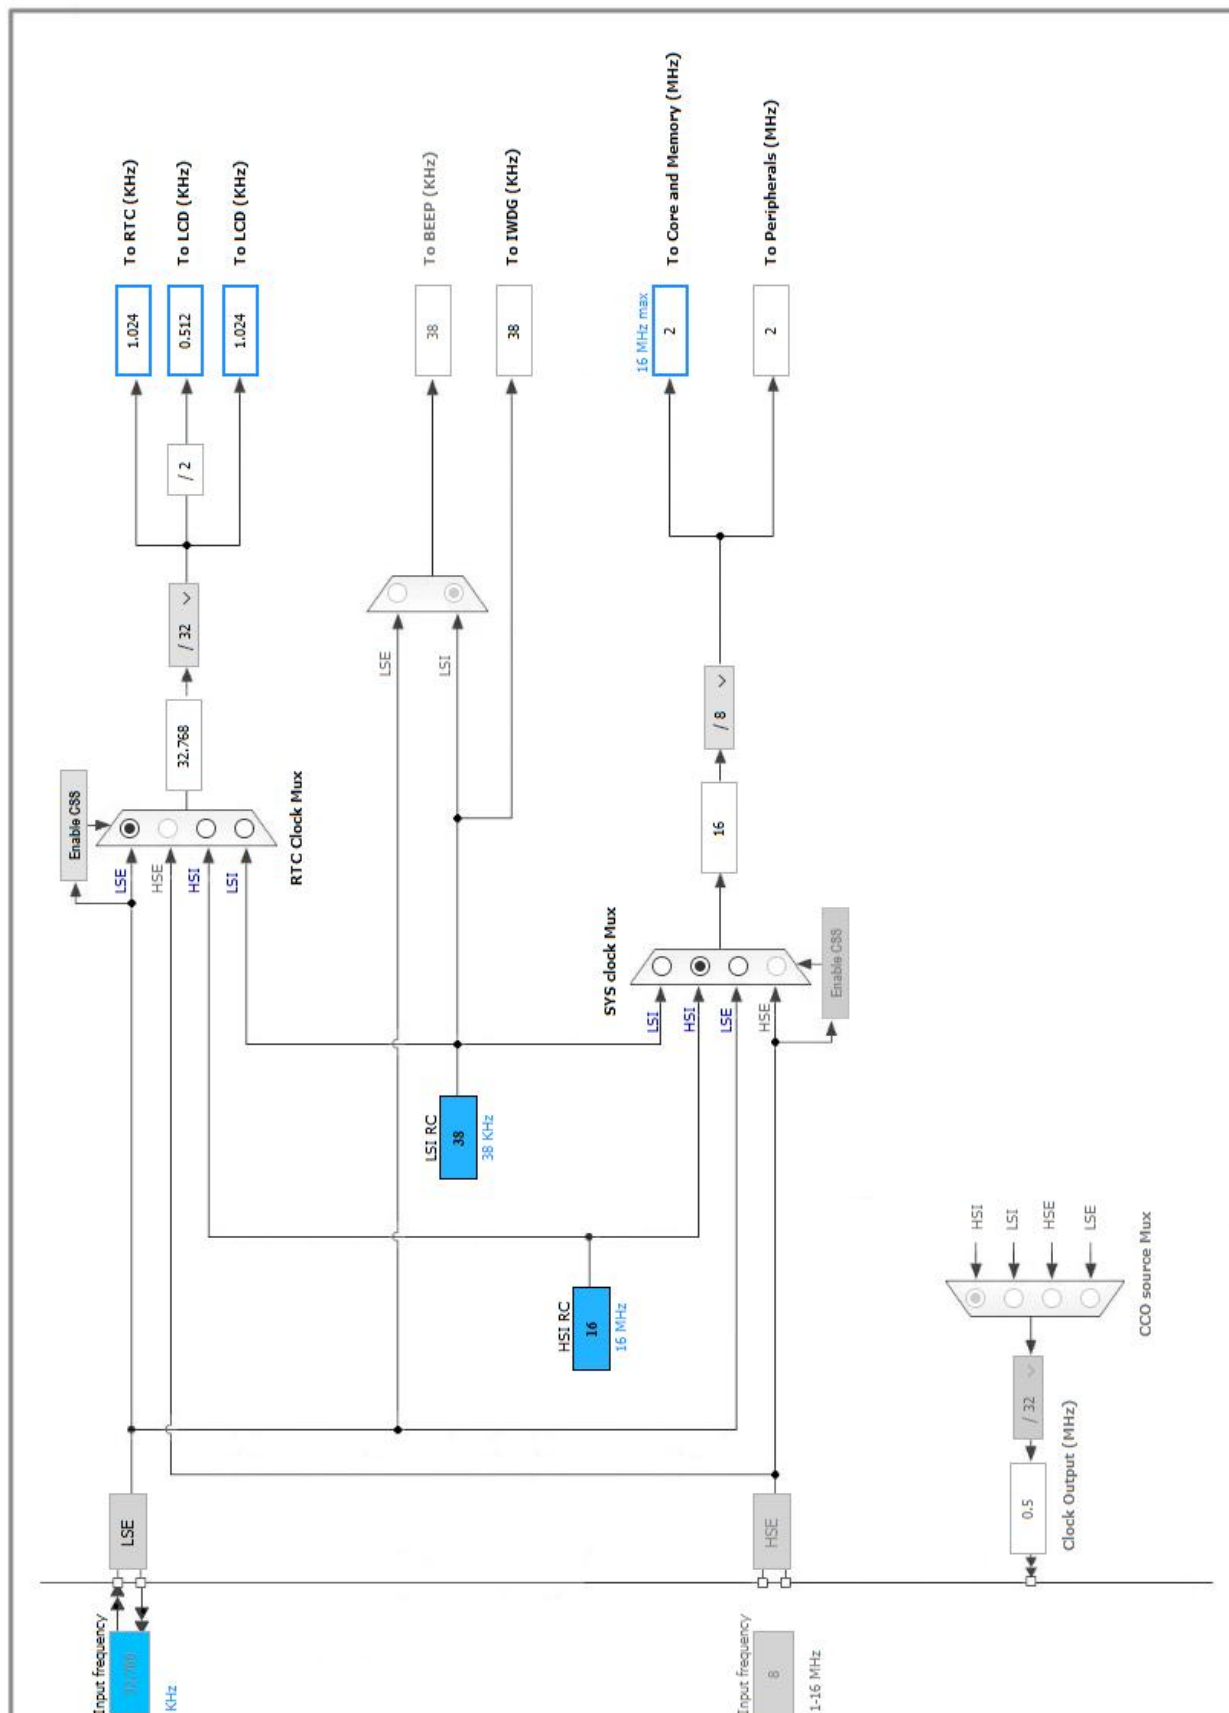 Input frequency
KHz
LSE
Enable CSS
LSE
HSE
HSI
LSI
RTC Clock Mux
32.768
/ 32
/ 2
1.024
To RTC (KHz)
0.512
To LCD (KHz)
1.024
To LCD (KHz)
LSI RC
38
38 KHz
LSE
LSI
38
To BEEP (KHz)
38
To IWDG (KHz)
HSI RC
16
16 MHz
SYS clock Mux
LSI
HSI
LSE
HSE
Enable CSS
16
/ 8
16 MHz max
2
To Core and Memory (MHz)
2
To Peripherals (MHz)
Input frequency
8
1-16 MHz
HSE
0.5
Clock Output (MHz)
/ 32
HSI
LSI
HSE
LSE
CCO source Mux